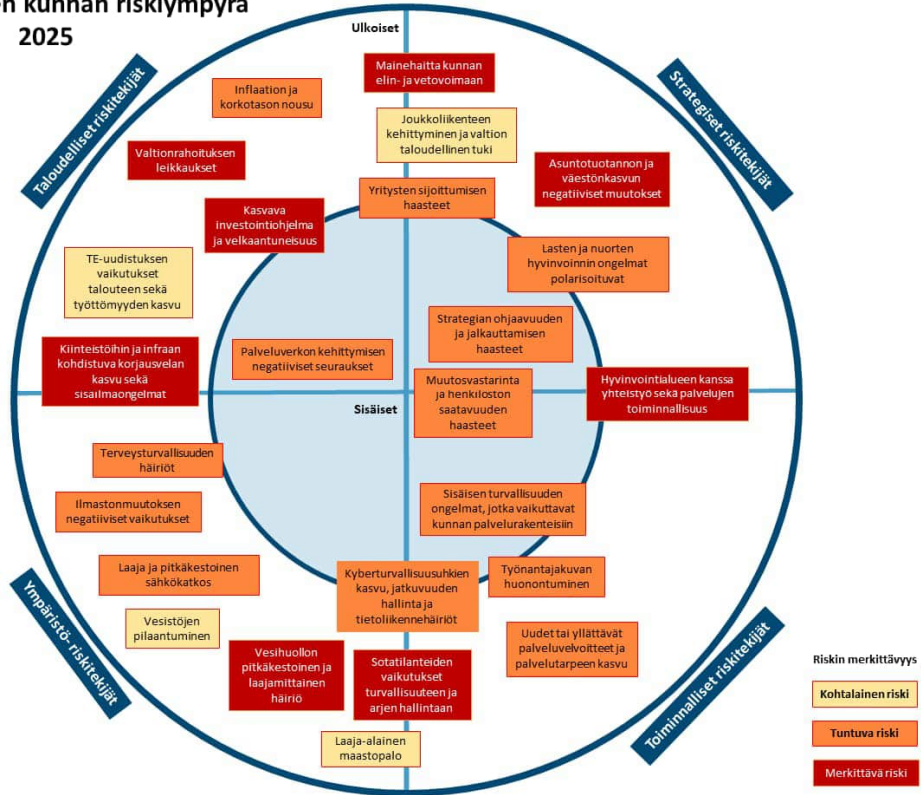 en kunnan riskiympyrä
2025
Ulkoiset
Taloudelliset riskitekijät
Strategiset riskitekijät
Mainehaitta kunnan
elin- ja vetovoimaan
Inflaation ja
korkotason nousu
Joukkoliikenteen
kehittyminen ja valtion
taloudellinen tuki
Valtionrahoituksen
leikkaukset
Asuntotuotannon ja
väestönkasvun
negatiiviset muutokset
Yritysten sijoittumisen
haasteet
Kasvava
investointiohjelma
ja velkaantuneisuus
TE-uudistuksen
vaikutukset
talouteen sekä
työttömyyden kasvu
Lasten ja nuorten
hyvinvoinnin ongelmat
polarisoituvat
Strategian ohjaavuuden
ja jalkauttamisen
haasteet
Kiinteistöihin ja infraan
kohdistuva korjausvelan
kasvu sekä
sisäilmaongelmat
Palveluverkon kehittymisen
negatiiviset seuraukset
Muutosvastarinta
ja henkilöston
saatavuuden
haasteet
Hyvinvointialueen kanssa
yhteistyö sekä palvelujen
toiminnallisuus
Sisäiset
Terveysturvallisuuden
häiriöt
Ilmastonmuutoksen
negatiiviset vaikutukset
Sisäisen turvallisuuden
ongelmat, jotka vaikuttavat
kunnan palvelurakenteisiin
Laaja ja pitkäkestoinen
sähkökatkos
Kyberturvallisuusuhkien
kasvu, jatkuvuuden
hallinta ja
tietoliikennehäiriöt
Työnantajakuvan
huonontuminen
Vesistöjen
pilaantuminen
Uudet tai yllättävät
palveluvelvoitteet ja
palvelutarpeen kasvu
Vesihuollon
pitkäkestoinen ja
laajamittainen
häiriö
Sotatilanteiden
vaikutukset
turvallisuuteen ja
arjen hallintaan
Laaja-alainen
maastopalo
Ympäristö- riskitekijät
Toiminnalliset riskitekijät
Riskin merkittävyys
Kohtalainen riski
Tuntuva riski
Merkittävä riski